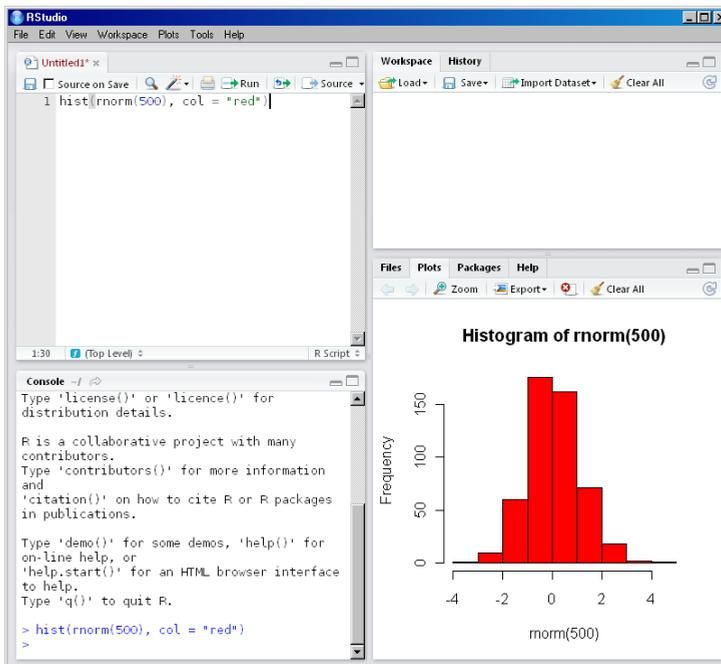 RStudio
File Edit View Workspace Plots Tools Help
Untitled1* ×
Source on Save Run Source
1 hist(rnorm(500), col = "red")
1:30 (Top Level) R Script
Console ~/
Type 'license()' or 'licence()' for
distribution details.
R is a collaborative project with many
contributors.
Type 'contributors()' for more information
and
'citation()' on how to cite R or R packages
in publications.
Type 'demo()' for some demos, 'help()' for
on-line help, or
'help.start()' for an HTML browser interface
to help.
Type 'q()' to quit R.
> hist(rnorm(500), col = "red")
>
Workspace History
Load Save Import Dataset Clear All
Files Plots Packages Help
Zoom Export Clear All
Histogram of rnorm(500)
Frequency
150
100
50
0
-4 -2 0 2 4
rnorm(500)